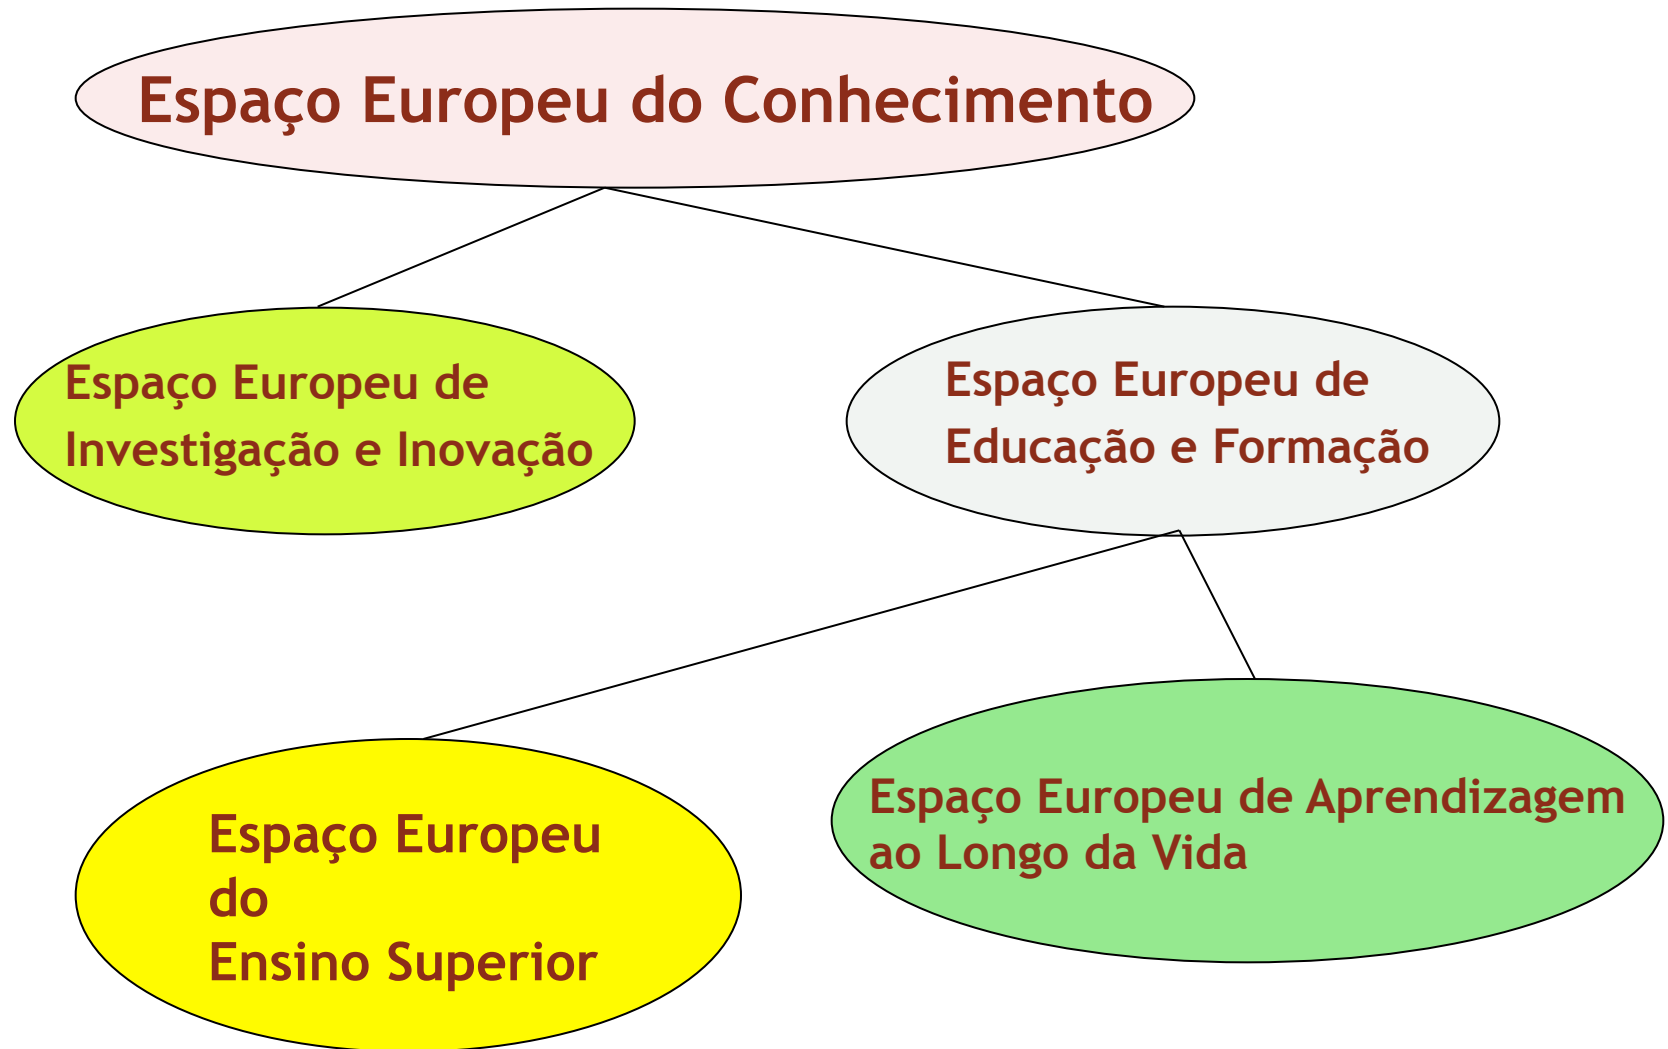 Espaço Europeu do Conhecimento
Espaço Europeu de
Investigação e Inovação
Espaço Europeu de
Educação e Formação
Espaço Europeu
do
Ensino Superior
Espaço Europeu de Aprendizagem
ao Longo da Vida